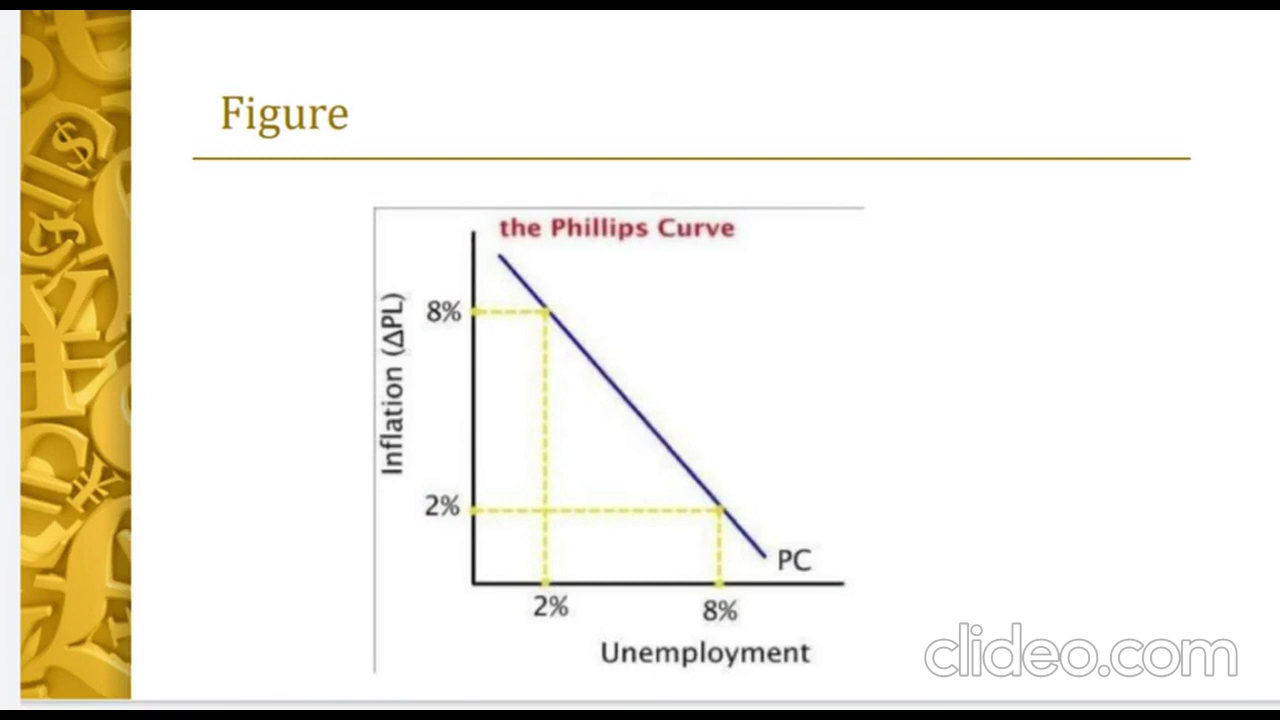 Figure
the Phillips Curve
Inflation (ΔPL)
8%
2%
PC
2%
8%
Unemployment
clideo.com